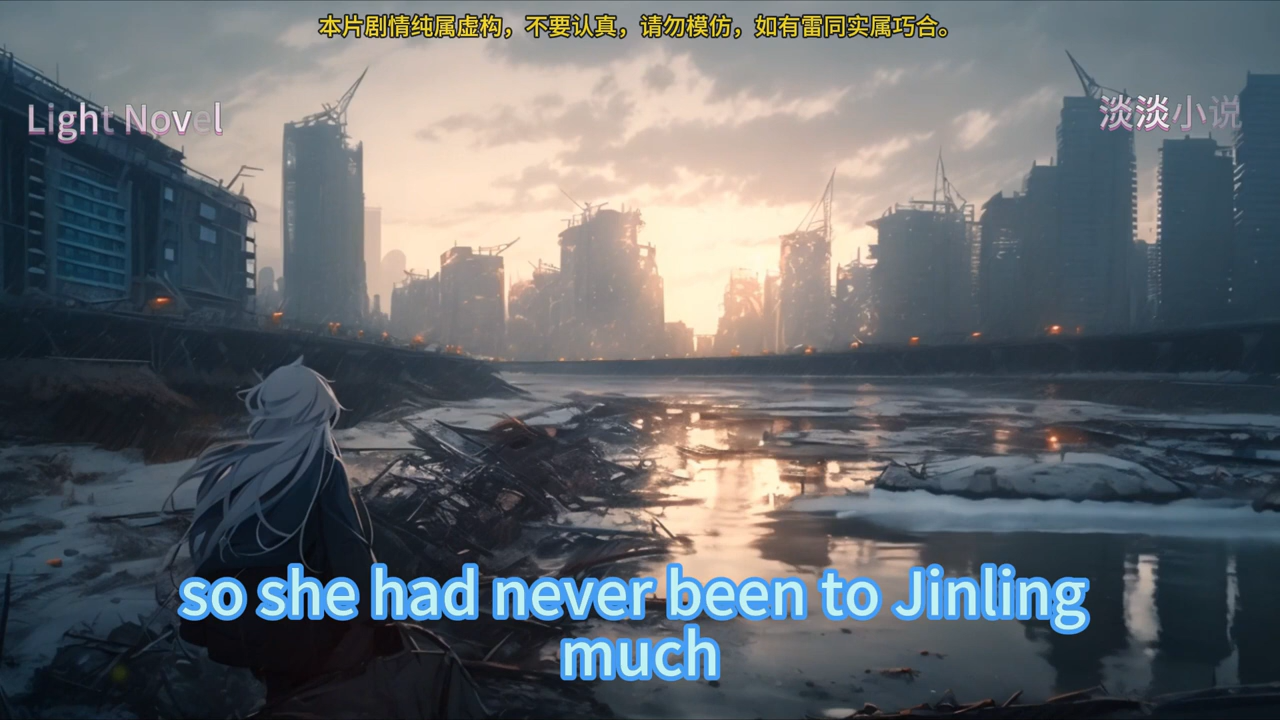 本片剧情纯属虚构，不要认真，请勿模仿，如有雷同实属巧合。
Light Novel
淡淡小说
so she had never been to Jinling
much